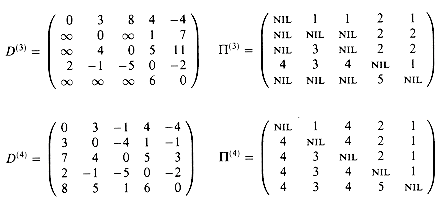 D(3) = ( 0 3 8 4 −4 ) Π(3) = ( NIL 1 1 2 1 )
∞ 0 ∞ 1 7 NIL NIL NIL 2 2
∞ 4 0 5 11 NIL 3 NIL 2 2
2 −1 −5 0 −2 4 3 4 NIL 1
∞ ∞ ∞ 6 0 NIL NIL NIL 5 NIL
D(4) = ( 0 3 −1 4 −4 ) Π(4) = ( NIL 1 4 2 1 )
3 0 −4 1 −1 4 NIL 4 2 1
7 4 0 5 3 4 3 NIL 2 1
2 −1 −5 0 −2 4 3 4 NIL 1
8 5 1 6 0 4 3 4 5 NIL